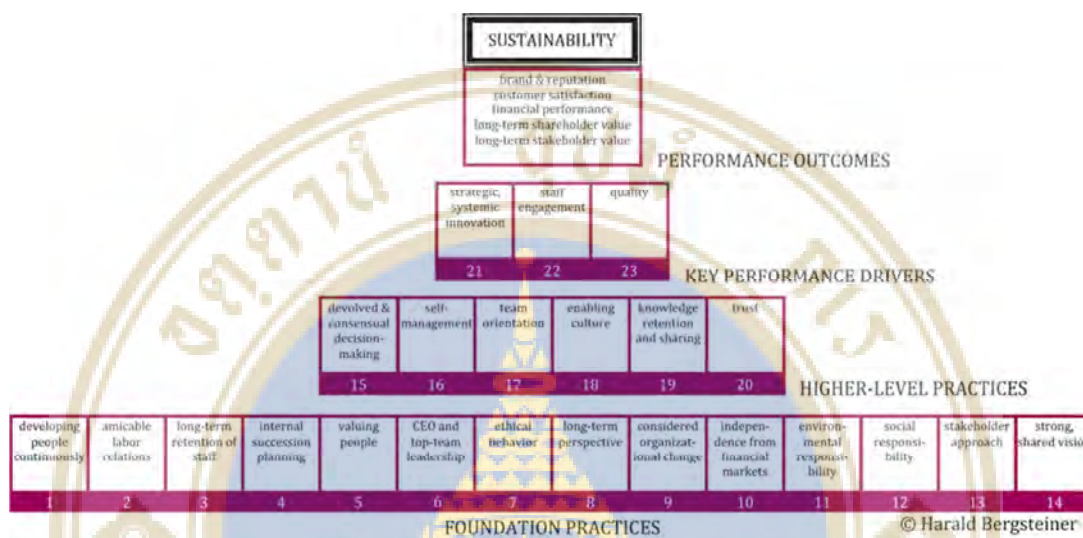 SUSTAINABILITY
brand & reputation
customer satisfaction
financial performance
long-term shareholder value
long-term stakeholder value
PERFORMANCE OUTCOMES
strategic,
systemic
innovation
21
staff
engagement
22
quality
23
KEY PERFORMANCE DRIVERS
devolved &
consensual
decision-
making
15
self-
management
16
team
orientation
17
enabling
culture
18
knowledge
retention
and sharing
19
trust
20
HIGHER-LEVEL PRACTICES
developing
people
continuously
1
amicable
labor
relations
2
long-term
retention of
staff
3
internal
succession
planning
4
valuing
people
5
CEO and
top-team
leadership
6
ethical
behavior
7
long-term
perspective
8
considered
organizat-
ional change
9
indepen-
dence from
financial
markets
10
environ-
mental
responsi-
bility
11
social
responsi-
bility
12
stakeholder
approach
13
strong,
shared vision
14
FOUNDATION PRACTICES
© Harald Bergsteiner